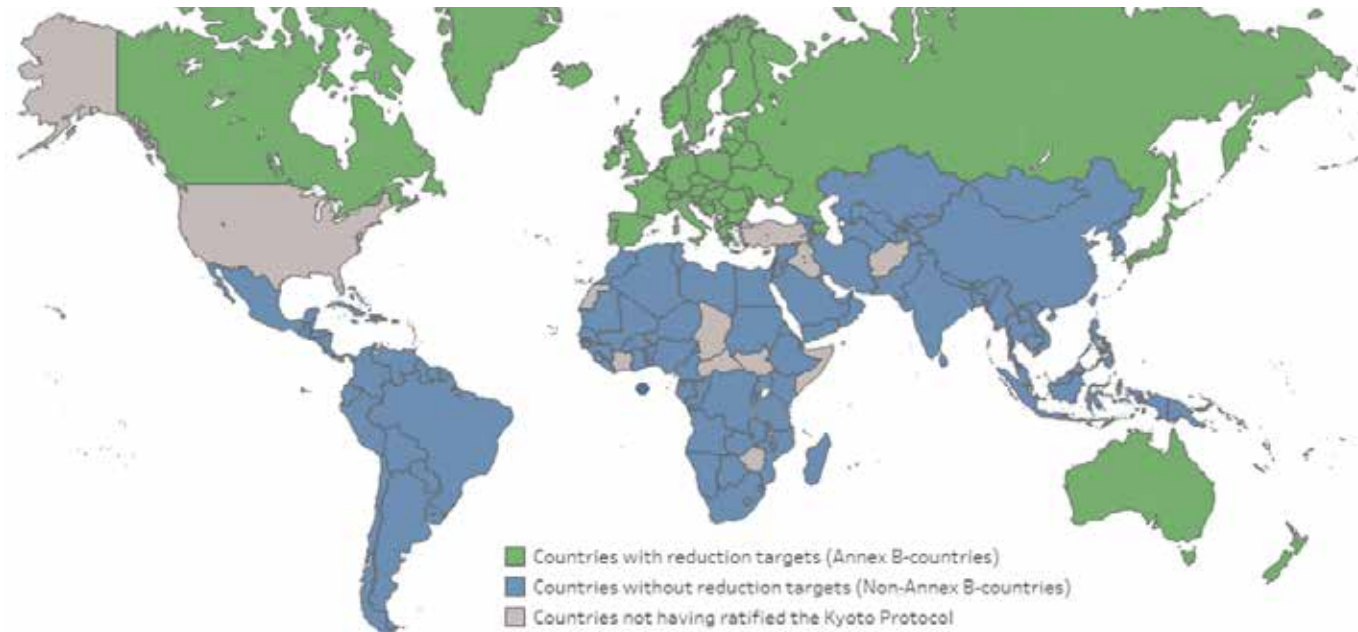 Countries with reduction targets (Annex B-countries)
Countries without reduction targets (Non-Annex B-countries)
Countries not having ratified the Kyoto Protocol